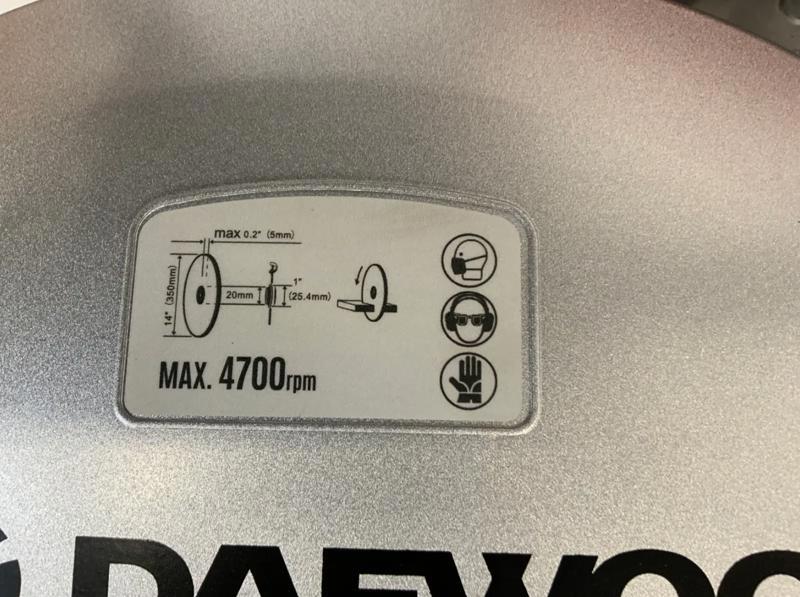 max 0.2" (5mm)
14" (350mm)
20mm
1"
(25.4mm)
MAX. 4700rpm
DAEWOO